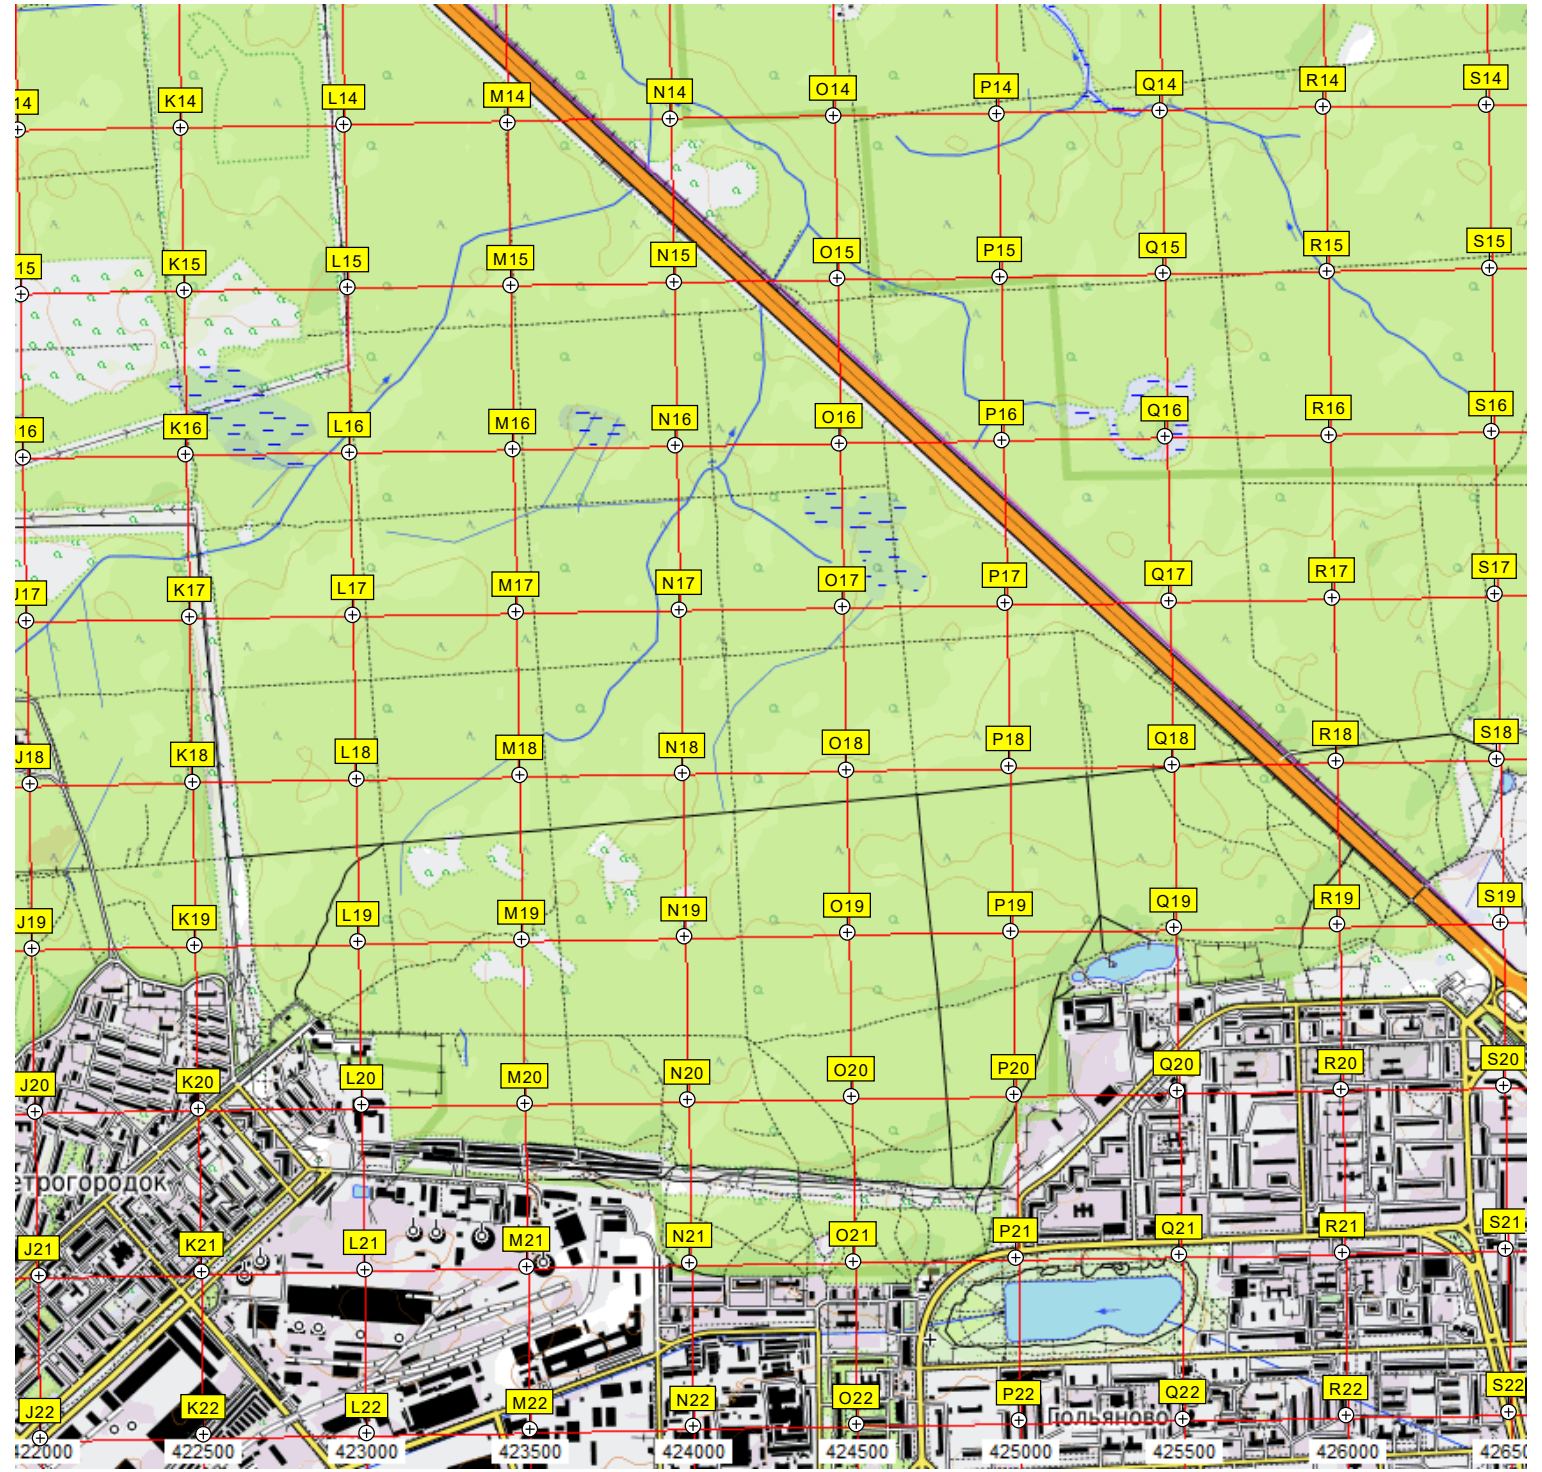 14 K14 L14 M14 N14 O14 P14 Q14 R14 S14
15 K15 L15 M15 N15 O15 P15 Q15 R15 S15
16 K16 L16 M16 N16 O16 P16 Q16 R16 S16
J17 K17 L17 M17 N17 O17 P17 Q17 R17 S17
J18 K18 L18 M18 N18 O18 P18 Q18 R18 S18
J19 K19 L19 M19 N19 O19 P19 Q19 R19 S19
J20 K20 L20 M20 N20 O20 P20 Q20 R20 S20
етрогородок
J21 K21 L21 M21 N21 O21 P21 Q21 R21 S21
J22 K22 L22 M22 N22 O22 P22 Q22 R22 S22
Гольяново
422000 422500 423000 423500 424000 424500 425000 425500 426000 42650